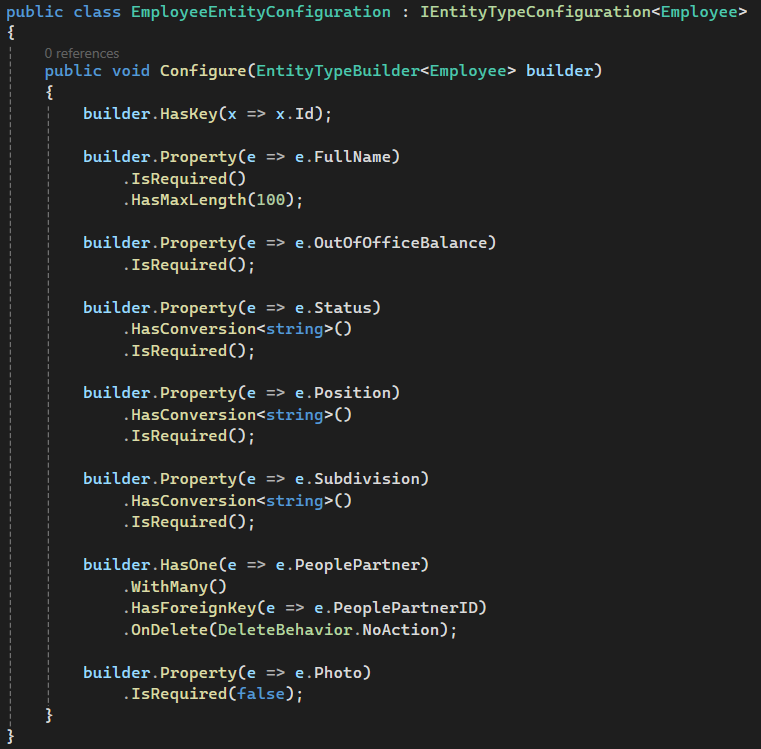 public class EmployeeEntityConfiguration : IEntityTypeConfiguration<Employee>
{
    0 references
    public void Configure(EntityTypeBuilder<Employee> builder)
    {
        builder.HasKey(x => x.Id);

        builder.Property(e => e.FullName)
            .IsRequired()
            .HasMaxLength(100);

        builder.Property(e => e.OutOfOfficeBalance)
            .IsRequired();

        builder.Property(e => e.Status)
            .HasConversion<string>()
            .IsRequired();

        builder.Property(e => e.Position)
            .HasConversion<string>()
            .IsRequired();

        builder.Property(e => e.Subdivision)
            .HasConversion<string>()
            .IsRequired();

        builder.HasOne(e => e.PeoplePartner)
            .WithMany()
            .HasForeignKey(e => e.PeoplePartnerID)
            .OnDelete(DeleteBehavior.NoAction);

        builder.Property(e => e.Photo)
            .IsRequired(false);
    }
}